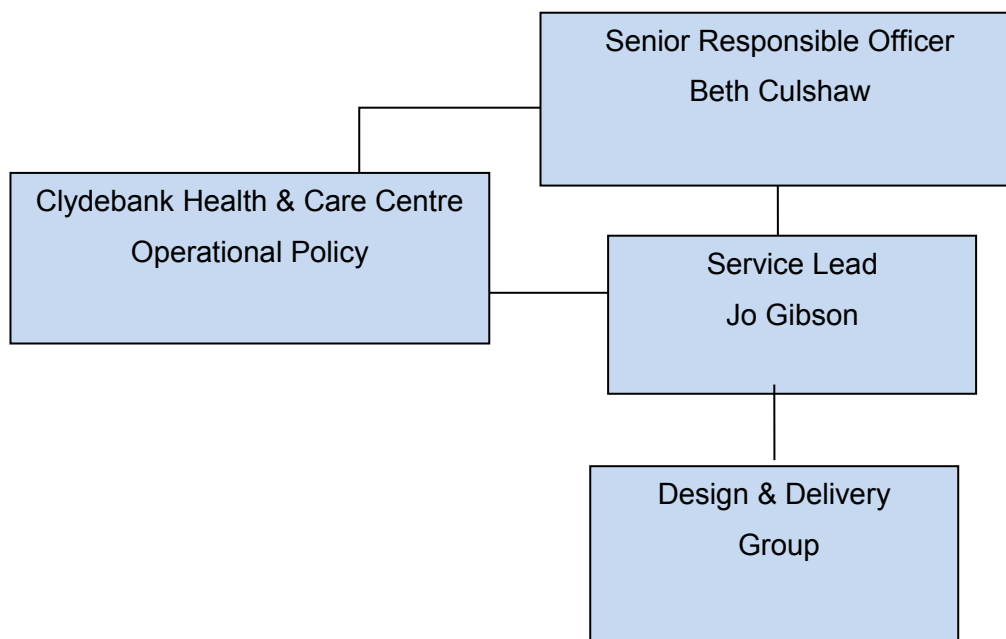 Senior Responsible Officer
Beth Culshaw
Clydebank Health & Care Centre
Operational Policy
Service Lead
Jo Gibson
Design & Delivery
Group